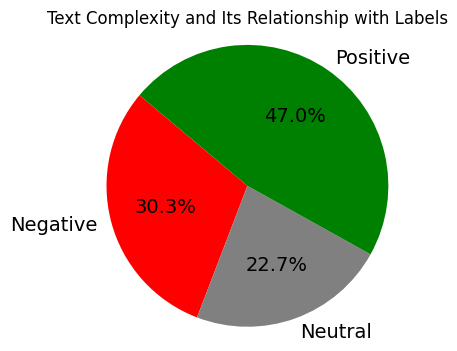 Text Complexity and Its Relationship with Labels
Positive
47.0%
30.3%
Negative
22.7%
Neutral